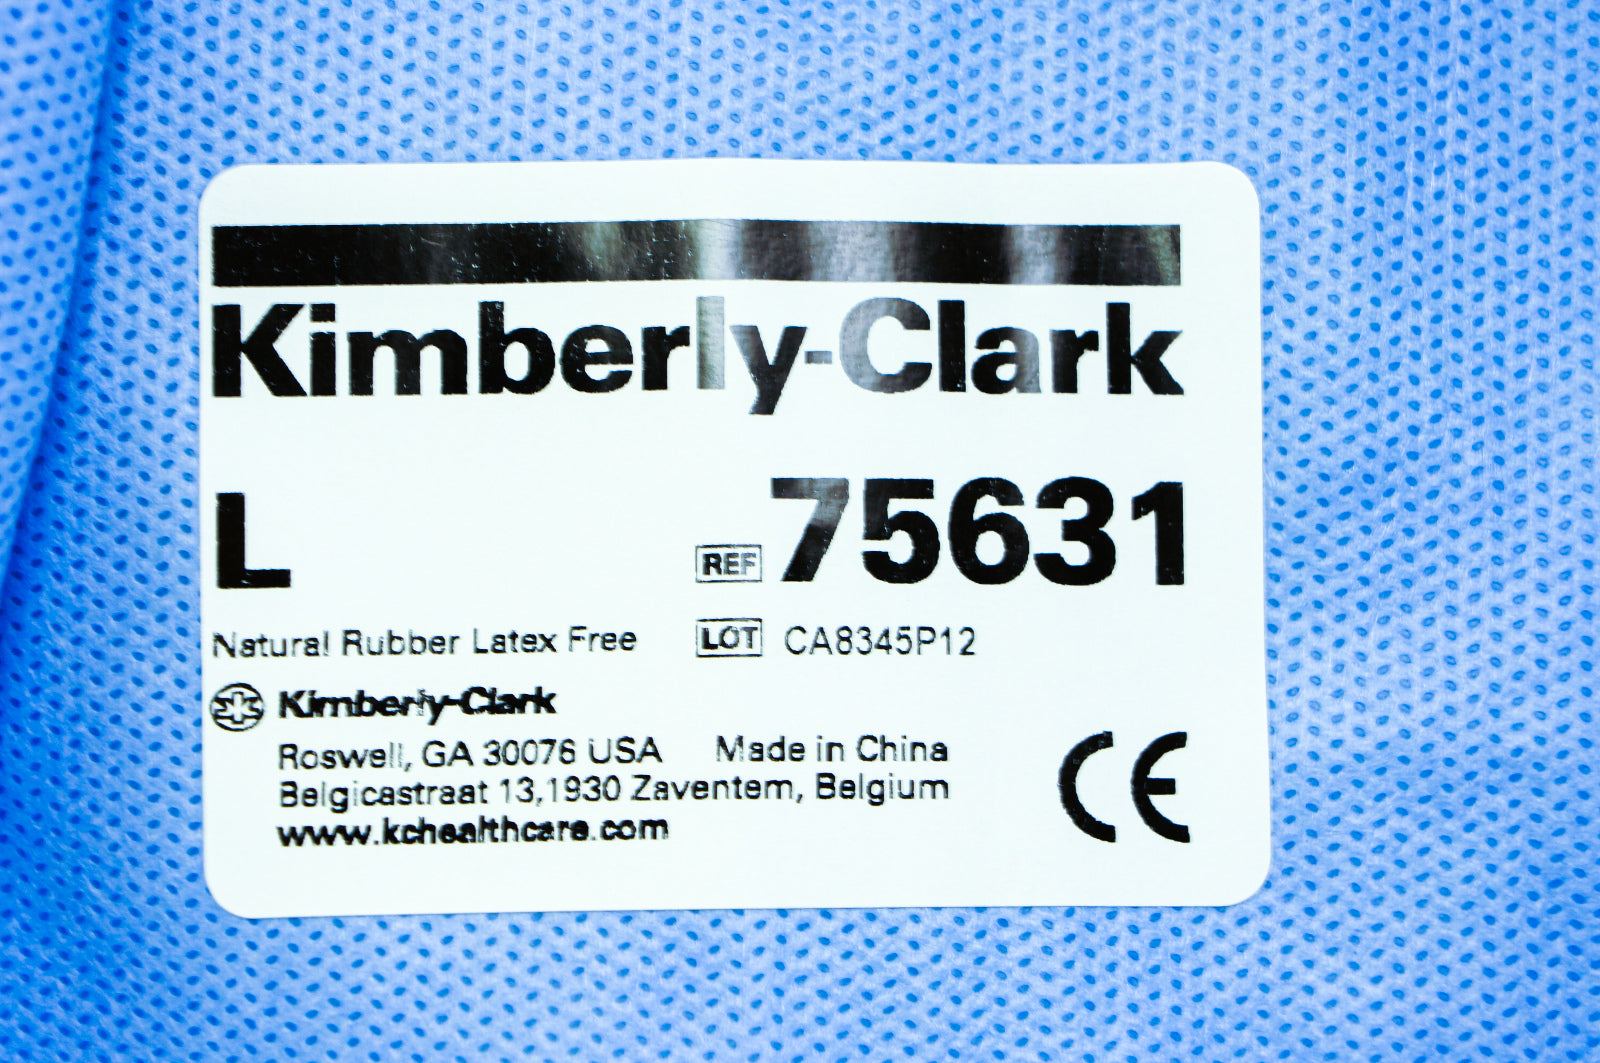 Kimberly-Clark
L REF 75631
Natural Rubber Latex Free LOT CA8345P12
Kimberly-Clark
Roswell, GA 30076 USA Made in China
Belgicastraat 13,1930 Zaventem, Belgium
www.kchealthcare.com CE